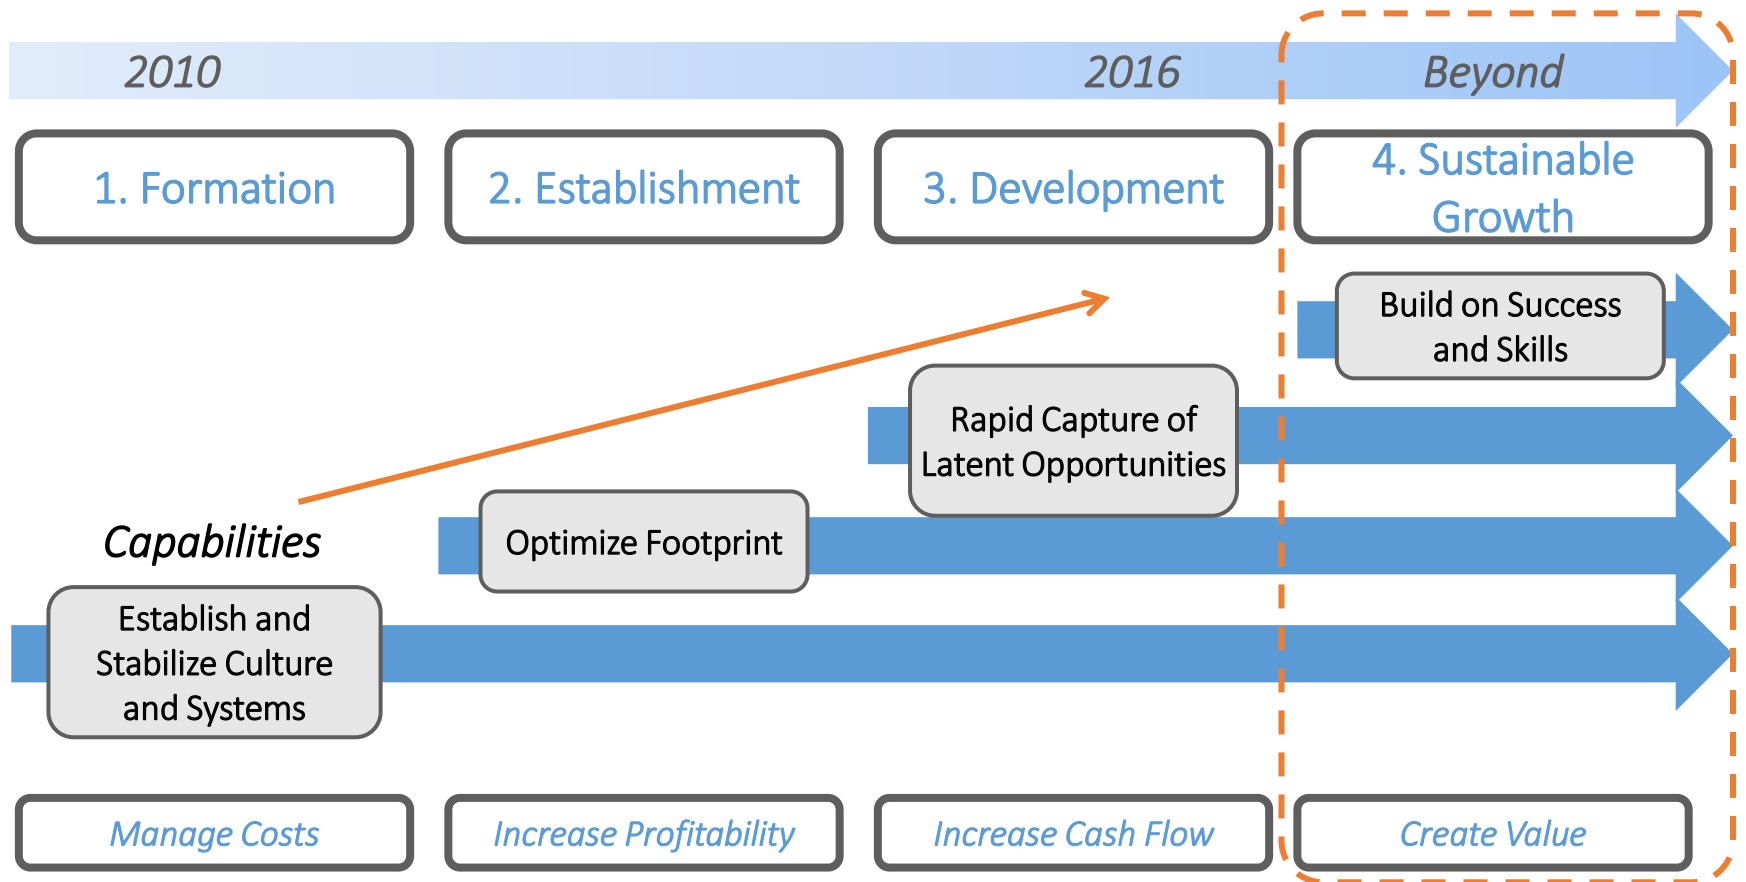 2010
2016
Beyond
1. Formation
2. Establishment
3. Development
4. Sustainable
Growth
Build on Success
and Skills
Rapid Capture of
Latent Opportunities
Optimize Footprint
Capabilities
Establish and
Stabilize Culture
and Systems
Manage Costs
Increase Profitability
Increase Cash Flow
Create Value